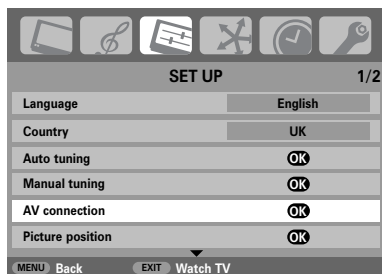 SET UP 1/2
Language English
Country UK
Auto tuning OK
Manual tuning OK
AV connection OK
Picture position OK
MENU Back EXIT Watch TV